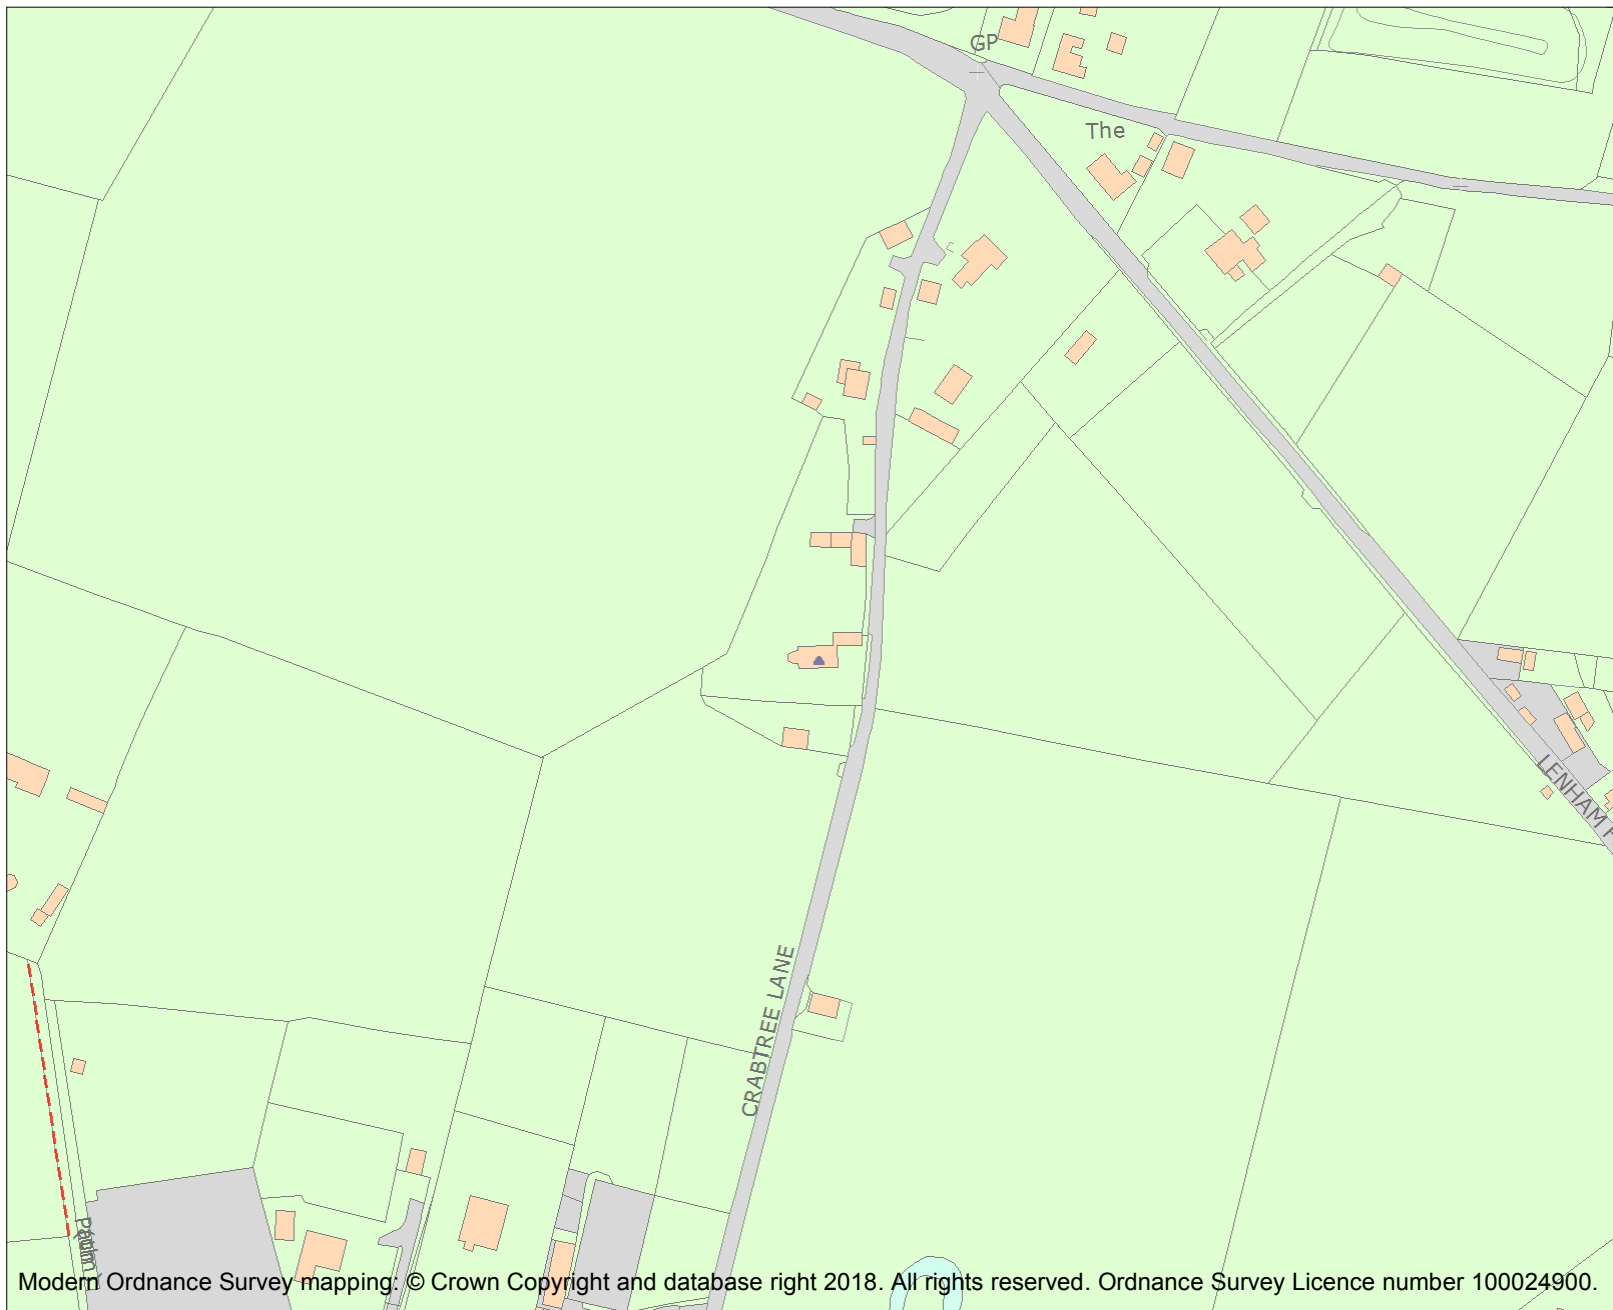 GP
The
LENHAM
CRABTREE LANE
Path
Modern Ordnance Survey mapping: © Crown Copyright and database right 2018. All rights reserved. Ordnance Survey Licence number 100024900.